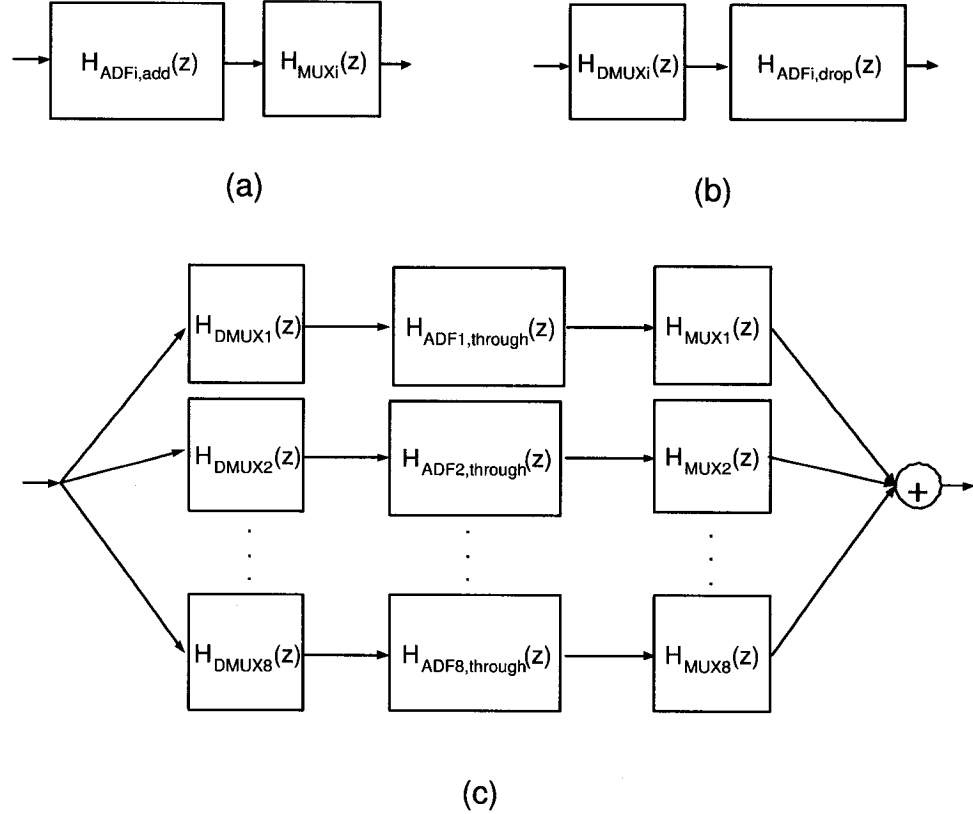 H_ADFi,add(z) H_MUXi(z) H_DMUXi(z) H_ADFi,drop(z)
(a) (b)
H_DMUX1(z) H_ADF1,through(z) H_MUX1(z)
H_DMUX2(z) H_ADF2,through(z) H_MUX2(z)
+
H_DMUX8(z) H_ADF8,through(z) H_MUX8(z)
(c)